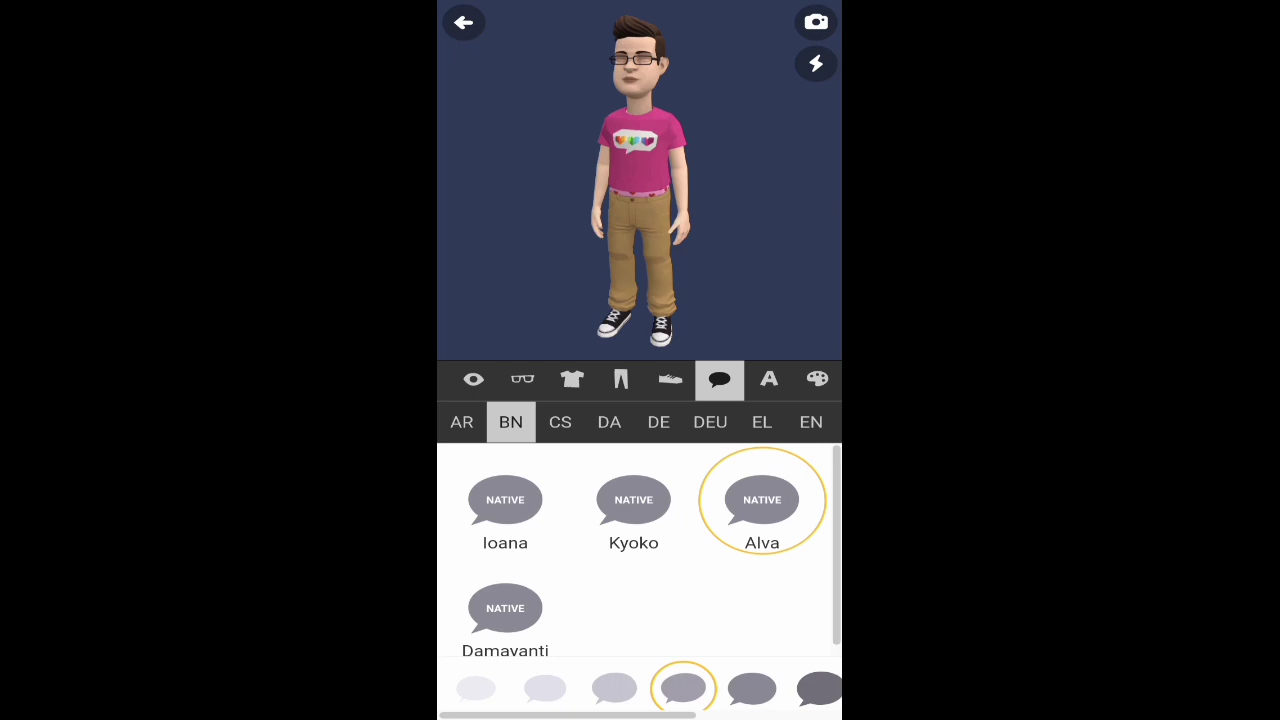 AR BN CS DA DE DEU EL EN
NATIVE NATIVE NATIVE
Ioana Kyoko Alva
NATIVE
Damayanti